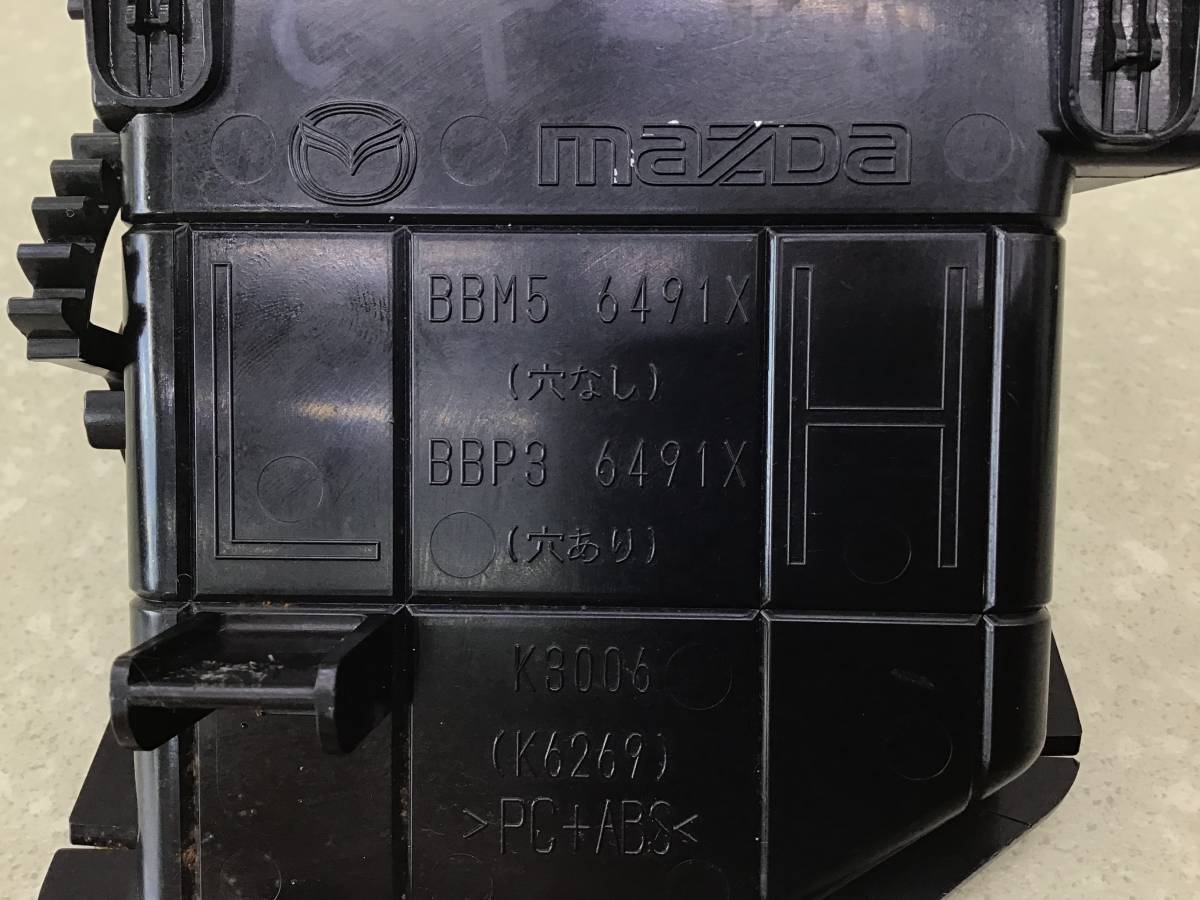 mazda
L
H
BBM5 6491X
(穴なし)
BBP3 6491X
(穴あり)
K3006
(K6269)
>PC+ABS<